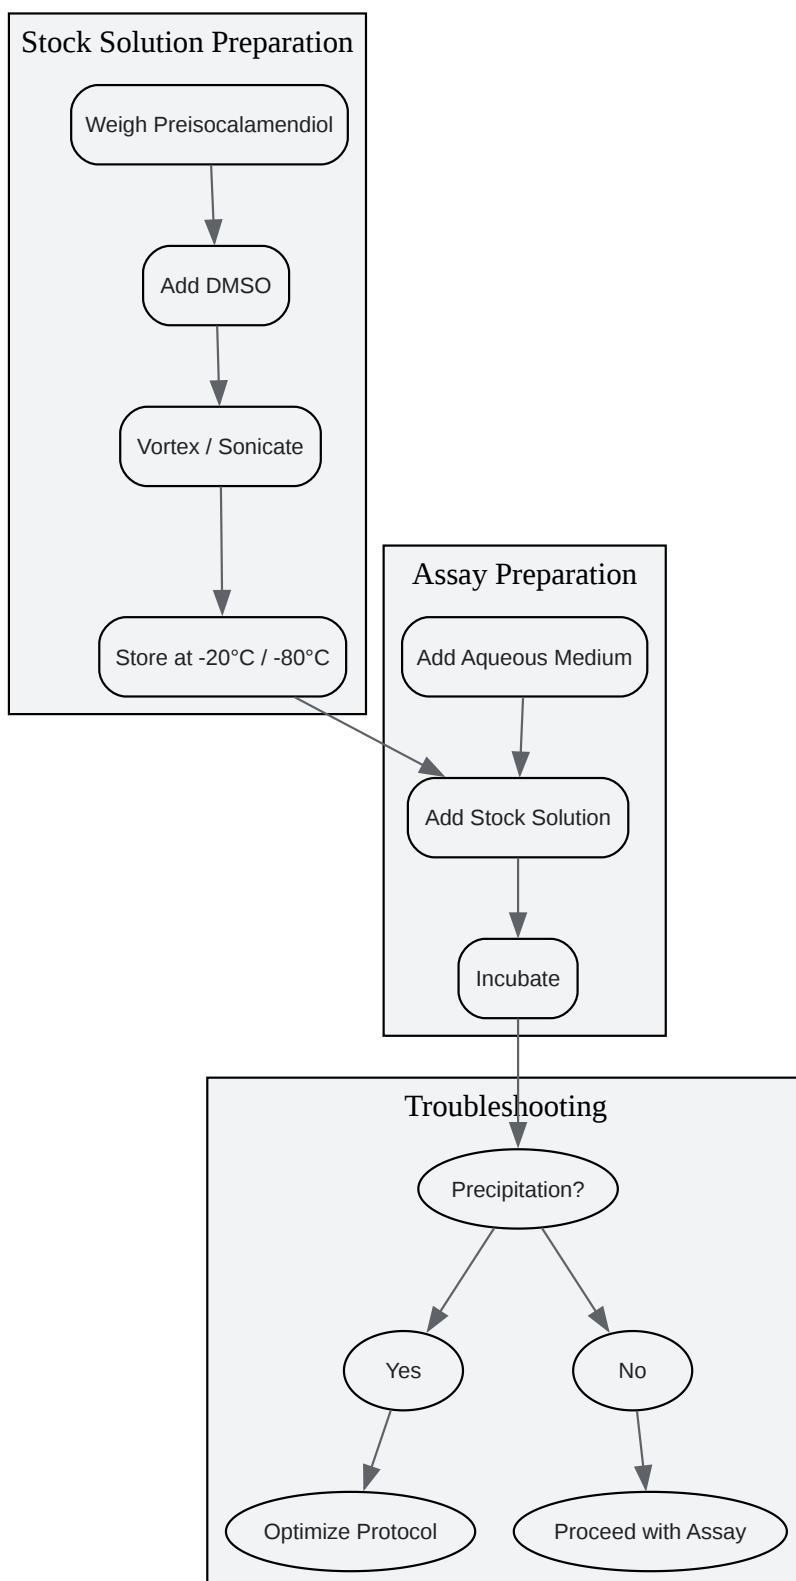 Stock Solution Preparation
Weigh Preisocalamendiol
Add DMSO
Vortex / Sonicate
Store at -20°C / -80°C
Assay Preparation
Add Aqueous Medium
Add Stock Solution
Incubate
Troubleshooting
Precipitation?
Yes
No
Optimize Protocol
Proceed with Assay